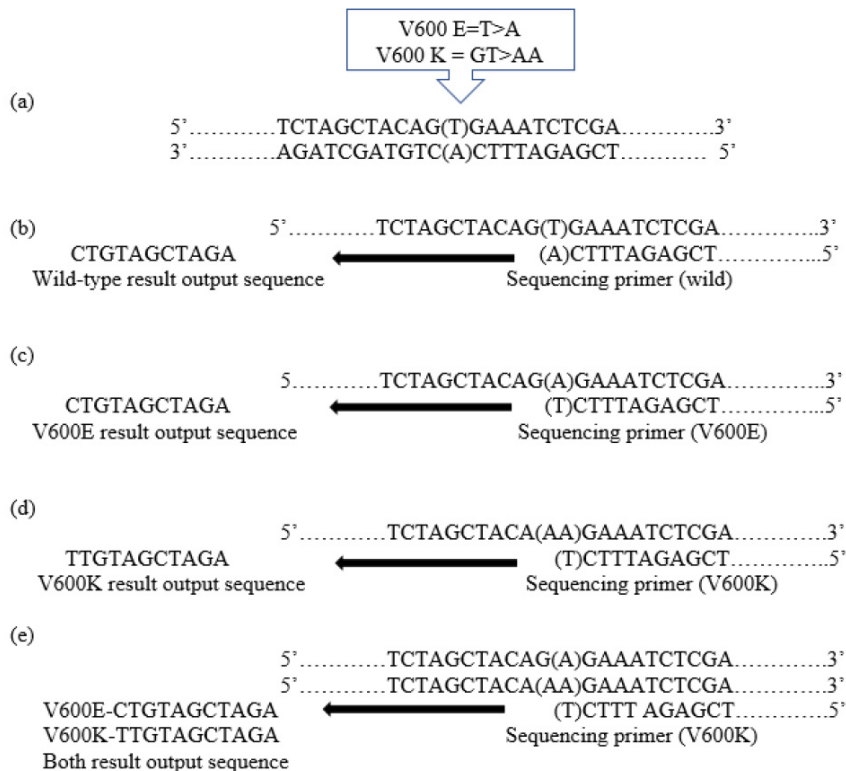 V600 E=T>A
V600 K = GT>AA
(a)
5’…………TCTAGCTACAG(T)GAAATCTCGA…………..3’
3’…………AGATCGATGTC(A)CTTTAGAGCT………… 5’
(b)
5’…………TCTAGCTACAG(T)GAAATCTCGA…………..3’
CTGTAGCTAGA (A)CTTTAGAGCT…………...5’
Wild-type result output sequence Sequencing primer (wild)
(c)
5…………TCTAGCTACAG(A)GAAATCTCGA…………..3’
CTGTAGCTAGA (T)CTTTAGAGCT…………..5’
V600E result output sequence Sequencing primer (V600E)
(d)
5’…………TCTAGCTACA(AA)GAAATCTCGA…………..3’
TTGTAGCTAGA (T)CTTTAGAGCT…………..5’
V600K result output sequence Sequencing primer (V600K)
(e)
5’…………TCTAGCTACAG(A)GAAATCTCGA…………..3’
5’…………TCTAGCTACA(AA)GAAATCTCGA…………..3’
V600E-CTGTAGCTAGA (T)CTTT AGAGCT…………..5’
V600K-TTGTAGCTAGA Sequencing primer (V600K)
Both result output sequence